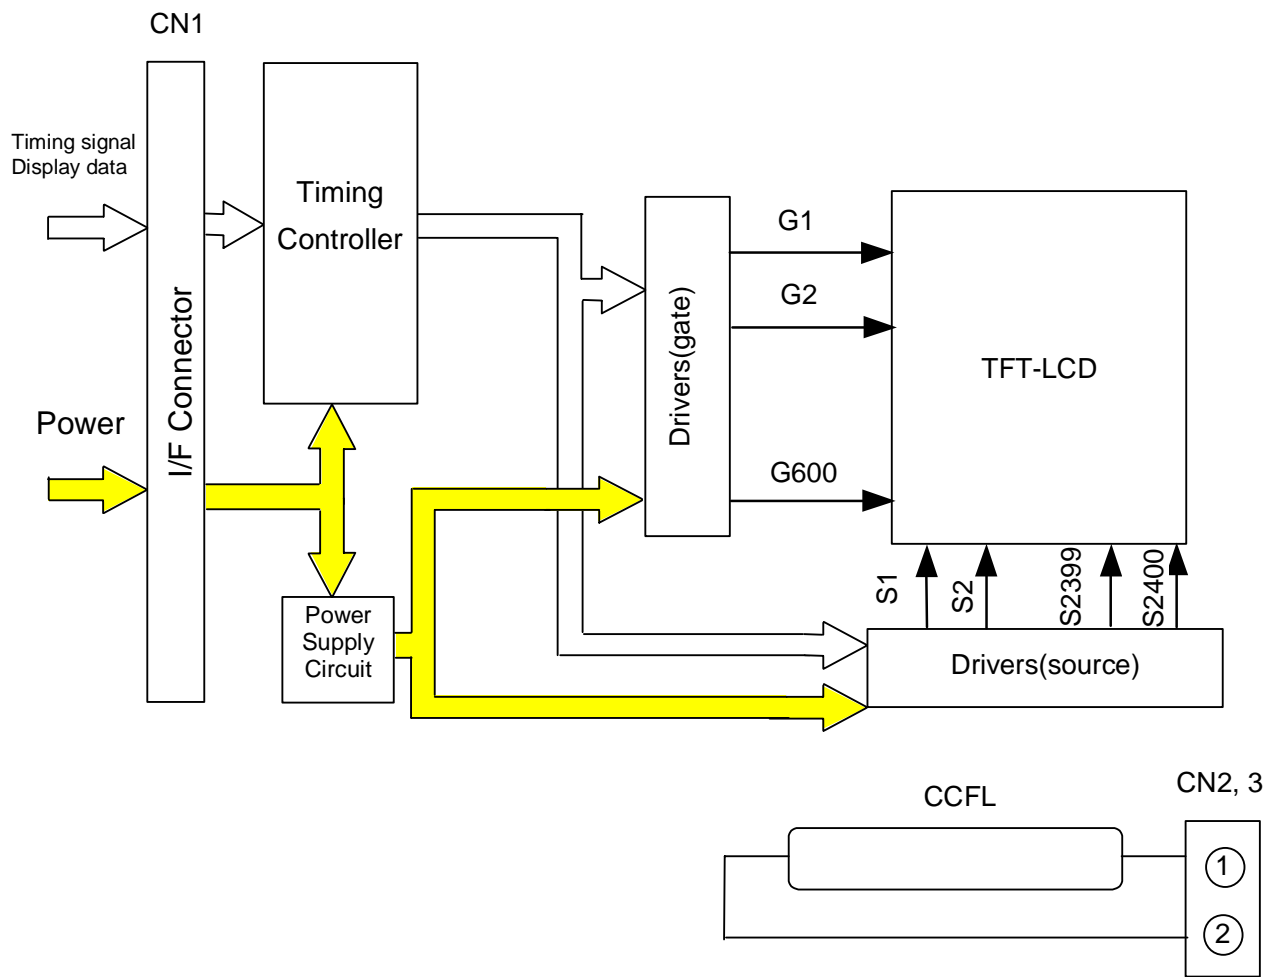 CN1
Timing signal
Display data
Power
I/F Connector
Timing
Controller
Drivers(gate)
G1
G2
G600
TFT-LCD
S1
S2
S2399
S2400
Power
Supply
Circuit
Drivers(source)
CCFL
CN2, 3
1
2